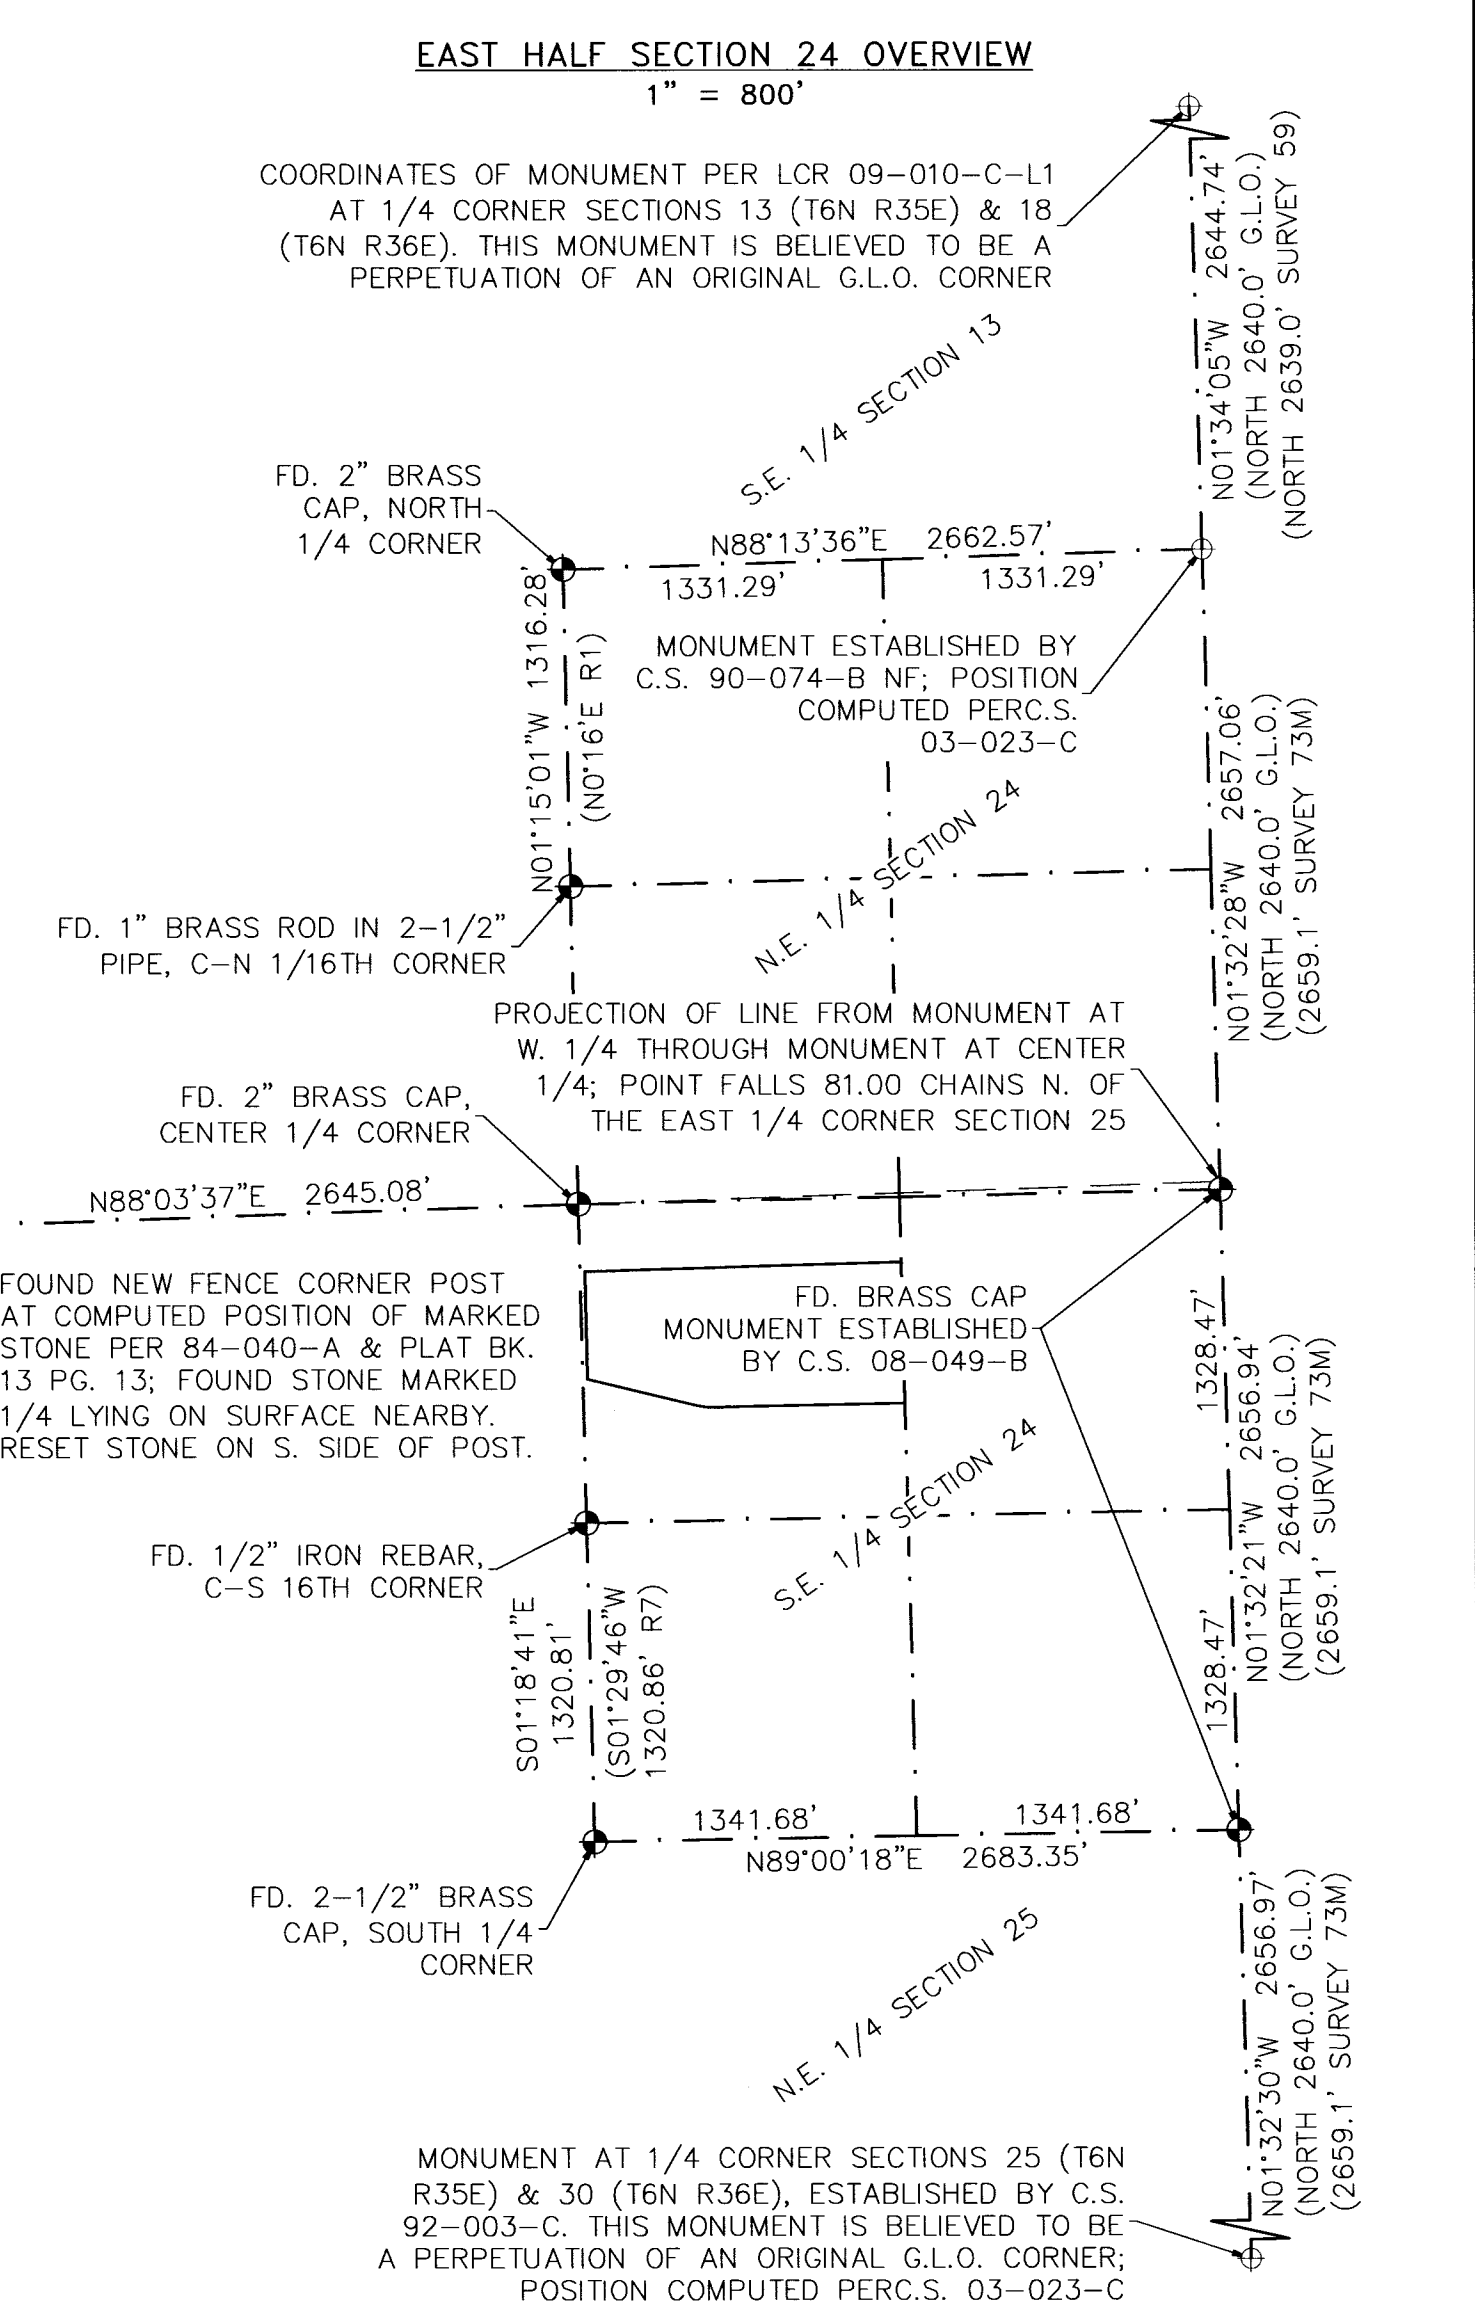 EAST HALF SECTION 24 OVERVIEW
1" = 800'
COORDINATES OF MONUMENT PER LCR 09-010-C-L1
AT 1/4 CORNER SECTIONS 13 (T6N R35E) & 18
(T6N R36E). THIS MONUMENT IS BELIEVED TO BE A
PERPETUATION OF AN ORIGINAL G.L.O. CORNER
N01°34'05"W 2644.74'
(NORTH 2640.0' G.L.O.)
(NORTH 2639.0' SURVEY 59)
S.E. 1/4 SECTION 13
FD. 2" BRASS
CAP, NORTH
1/4 CORNER
N88°13'36"E 2662.57'
1331.29'
1331.29'
N01°15'01"W 1316.28'
(N0°16'E R1)
MONUMENT ESTABLISHED BY
C.S. 90-074-B NF; POSITION
COMPUTED PERC.S.
03-023-C
N01°32'28"W 2657.06'
(NORTH 2640.0' G.L.O.)
(2659.1' SURVEY 73M)
N.E. 1/4 SECTION 24
FD. 1" BRASS ROD IN 2-1/2"
PIPE, C-N 1/16TH CORNER
PROJECTION OF LINE FROM MONUMENT AT
W. 1/4 THROUGH MONUMENT AT CENTER
1/4; POINT FALLS 81.00 CHAINS N. OF
THE EAST 1/4 CORNER SECTION 25
FD. 2" BRASS CAP,
CENTER 1/4 CORNER
N88°03'37"E 2645.08'
FOUND NEW FENCE CORNER POST
AT COMPUTED POSITION OF MARKED
STONE PER 84-040-A & PLAT BK.
13 PG. 13; FOUND STONE MARKED
1/4 LYING ON SURFACE NEARBY.
RESET STONE ON S. SIDE OF POST.
FD. BRASS CAP
MONUMENT ESTABLISHED
BY C.S. 08-049-B
1328.47'
1328.47'
N01°32'21"W 2656.94'
(NORTH 2640.0' G.L.O.)
(2659.1' SURVEY 73M)
S.E. 1/4 SECTION 24
FD. 1/2" IRON REBAR,
C-S 16TH CORNER
S01°18'41"E
1320.81'
(S01°29'46"W
1320.86' R7)
1341.68'
1341.68'
N89°00'18"E 2683.35'
FD. 2-1/2" BRASS
CAP, SOUTH 1/4
CORNER
N.E. 1/4 SECTION 25
N01°32'30"W 2656.97'
(NORTH 2640.0' G.L.O.)
(2659.1' SURVEY 73M)
MONUMENT AT 1/4 CORNER SECTIONS 25 (T6N
R35E) & 30 (T6N R36E), ESTABLISHED BY C.S.
92-003-C. THIS MONUMENT IS BELIEVED TO BE
A PERPETUATION OF AN ORIGINAL G.L.O. CORNER;
POSITION COMPUTED PERC.S. 03-023-C